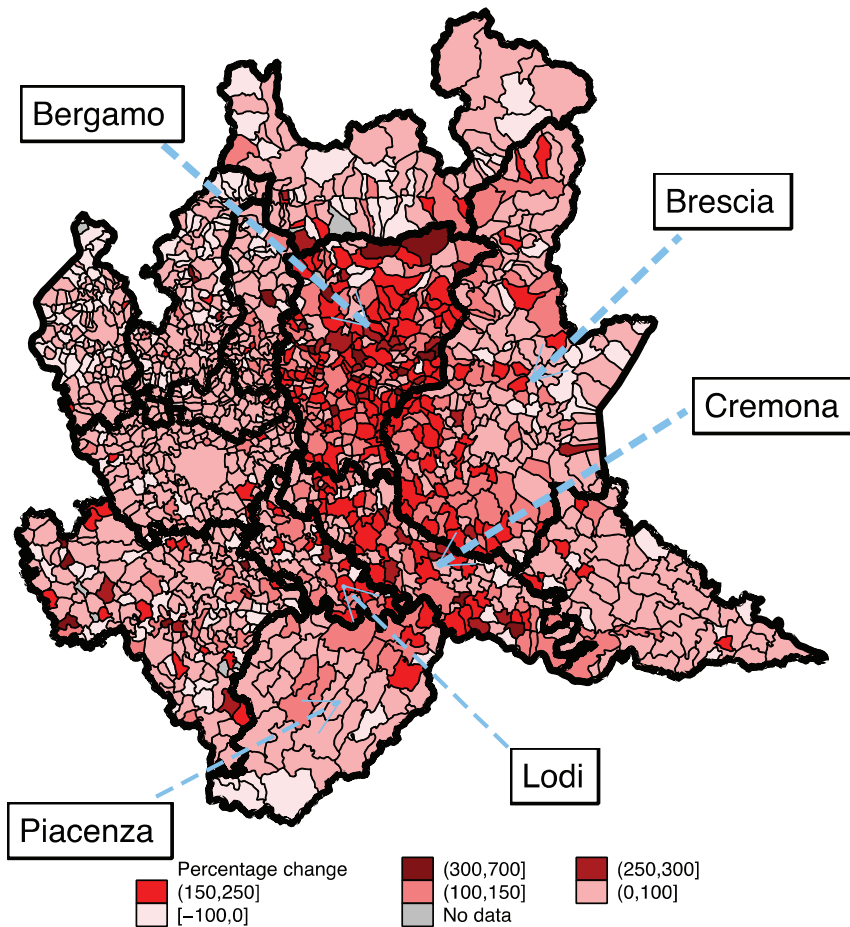 Bergamo
Brescia
Cremona
Lodi
Piacenza
Percentage change
(300,700]
(250,300]
(150,250]
(100,150]
(0,100]
[−100,0]
No data